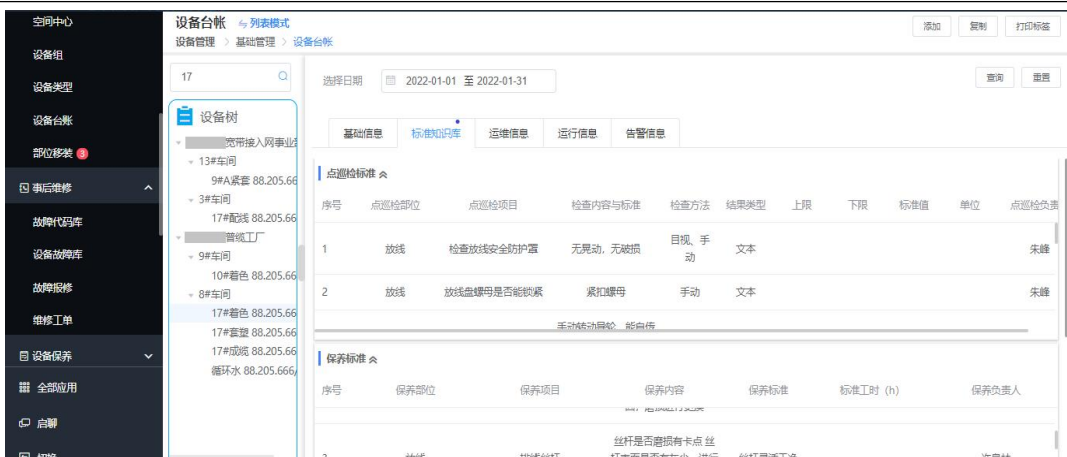 空间中心
设备组
设备类型
设备台账
部位移装 3
事后维修
故障代码库
设备故障库
故障报修
维修工单
设备保养
全部应用
启聊
设备台帐 列表模式
设备管理 > 基础管理 > 设备台帐
添加 复制 打印标签
17
设备树
宽带接入网事业部
13#车间
9#A紧套 88.205.66
3#车间
17#配线 88.205.66
普缆工厂
9#车间
10#着色 88.205.66
8#车间
17#着色 88.205.66
17#套塑 88.205.66
17#成缆 88.205.66
循环水 88.205.666/
选择日期 2022-01-01 至 2022-01-31
查询 重置
基础信息 标准知识库 运维信息 运行信息 告警信息
点巡检标准
序号 点巡检部位 点巡检项目 检查内容与标准 检查方法 结果类型 上限 下限 标准值 单位 点巡检负责
1 放线 检查放线安全防护罩 无晃动，无破损 目视、手动 文本 朱峰
2 放线 放线盘螺母是否能锁紧 紧扣螺母 手动 文本 朱峰
手动转动导轮，能自传
保养标准
序号 保养部位 保养项目 保养内容 保养标准 标准工时（h） 保养负责人
丝杆是否磨损有卡点 丝